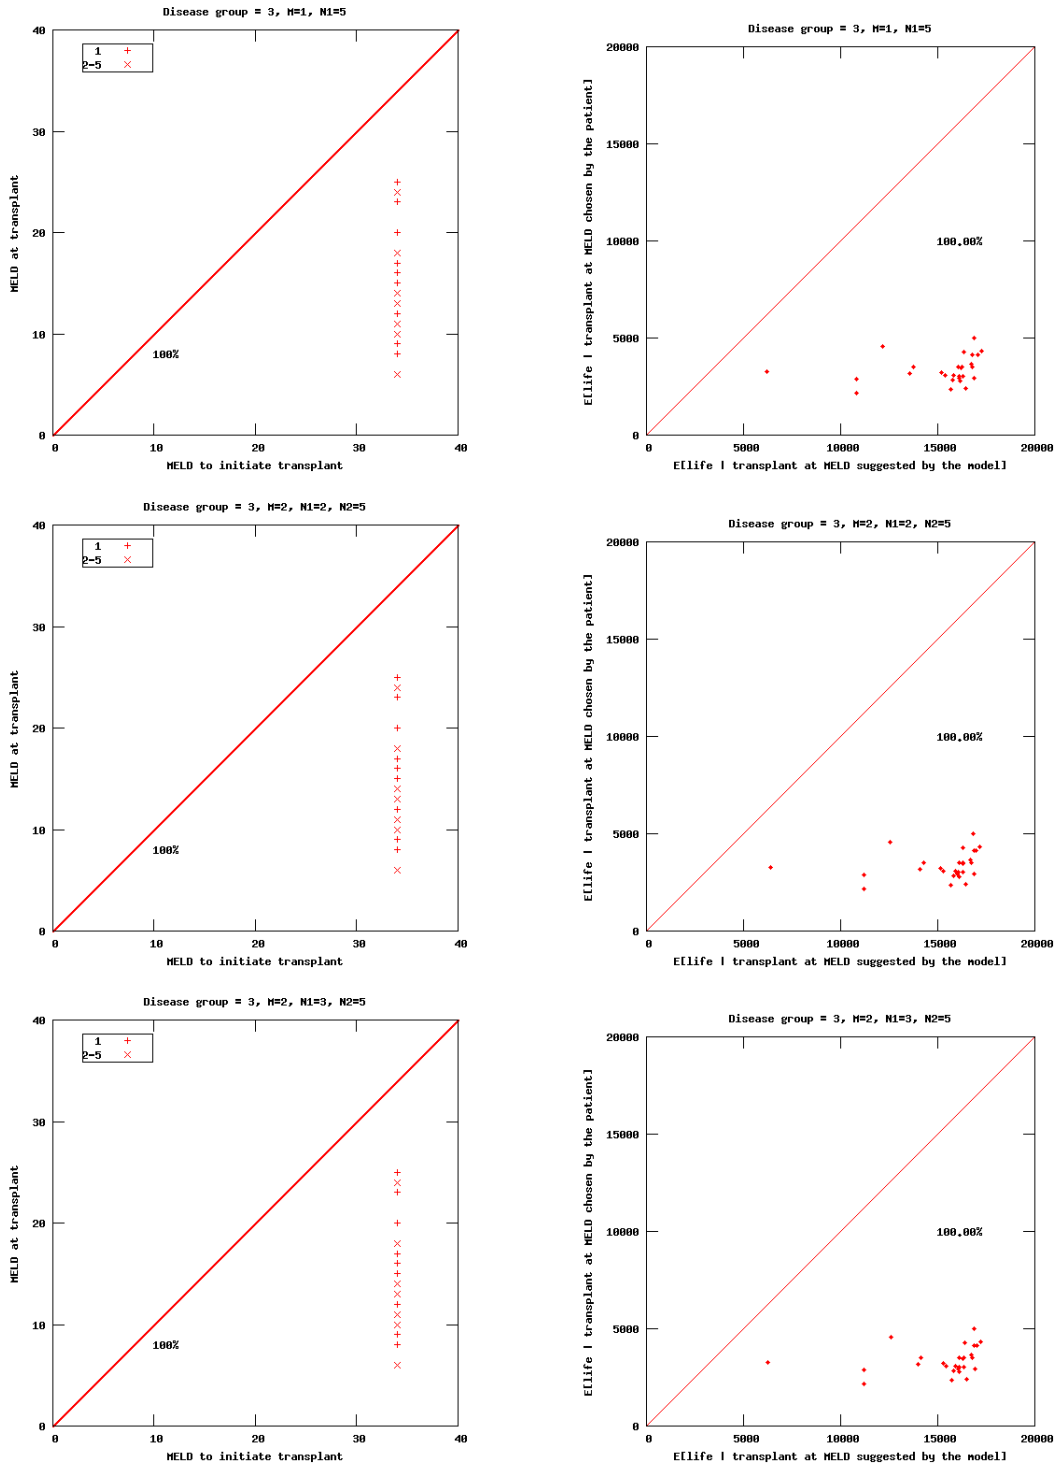 Disease group = 3, M=1, N1=5
40
30
20
10
0
1
2-5
100%
MELD at transplant
0 10 20 30 40
MELD to initiate transplant
Disease group = 3, M=1, N1=5
20000
15000
10000
5000
0
100.00%
E[life | transplant at MELD chosen by the patient]
0 5000 10000 15000 20000
E[life | transplant at MELD suggested by the model]
Disease group = 3, M=2, N1=2, N2=5
40
30
20
10
0
1
2-5
100%
MELD at transplant
0 10 20 30 40
MELD to initiate transplant
Disease group = 3, M=2, N1=2, N2=5
20000
15000
10000
5000
0
100.00%
E[life | transplant at MELD chosen by the patient]
0 5000 10000 15000 20000
E[life | transplant at MELD suggested by the model]
Disease group = 3, M=2, N1=3, N2=5
40
30
20
10
0
1
2-5
100%
MELD at transplant
0 10 20 30 40
MELD to initiate transplant
Disease group = 3, M=2, N1=3, N2=5
20000
15000
10000
5000
0
100.00%
E[life | transplant at MELD chosen by the patient]
0 5000 10000 15000 20000
E[life | transplant at MELD suggested by the model]